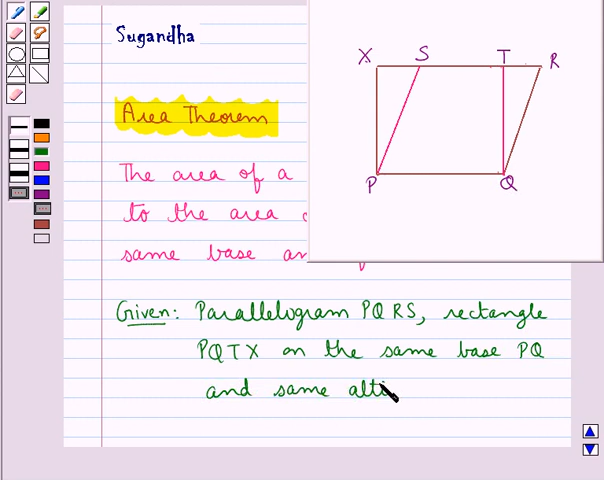 Sugandha
X S T R
Area Theorem
P Q
The area of a
to the area
same base an
Given: Parallelogram PQRS, rectangle
PQTX on the same base PQ
and same alti